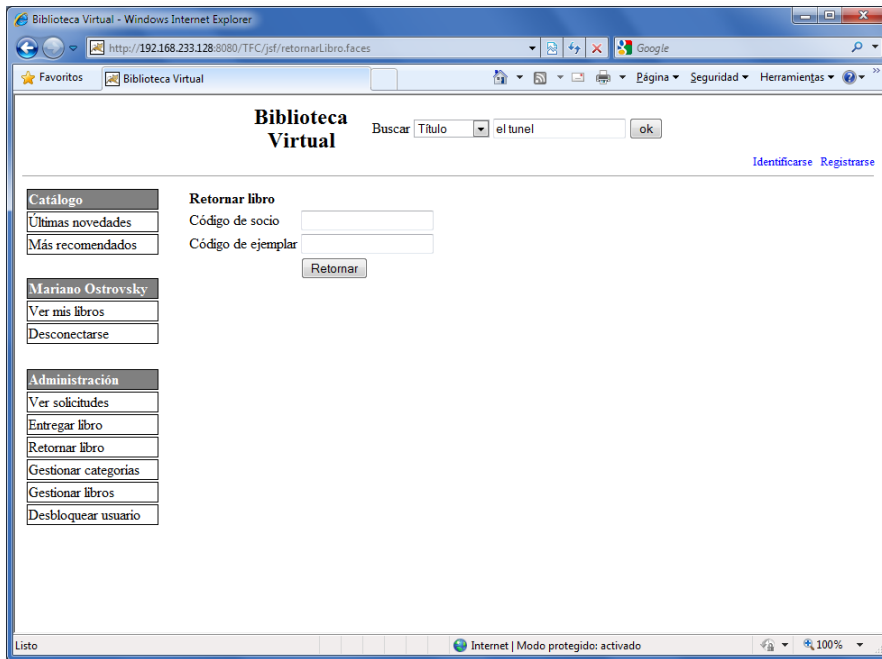 Biblioteca Virtual - Windows Internet Explorer
http://192.168.233.128:8080/TFC/jsf/retornarLibro.faces
Google
Favoritos
Biblioteca Virtual
Página Seguridad Herramientas »
Biblioteca
Virtual
Buscar Título el tunel ok
Identificarse Registrarse
Catálogo
Últimas novedades
Más recomendados
Mariano Ostrovsky
Ver mis libros
Desconectarse
Administración
Ver solicitudes
Entregar libro
Retornar libro
Gestionar categorias
Gestionar libros
Desbloquear usuario
Retornar libro
Código de socio
Código de ejemplar
Retornar
Listo
Internet | Modo protegido: activado
100%